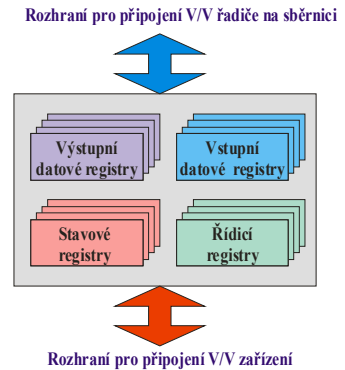 Rozhraní pro připojení V/V řadiče na sběrnici
Výstupní
datové registry
Vstupní
datové registry
Stavové
registry
Řídicí
registry
Rozhraní pro připojení V/V zařízení